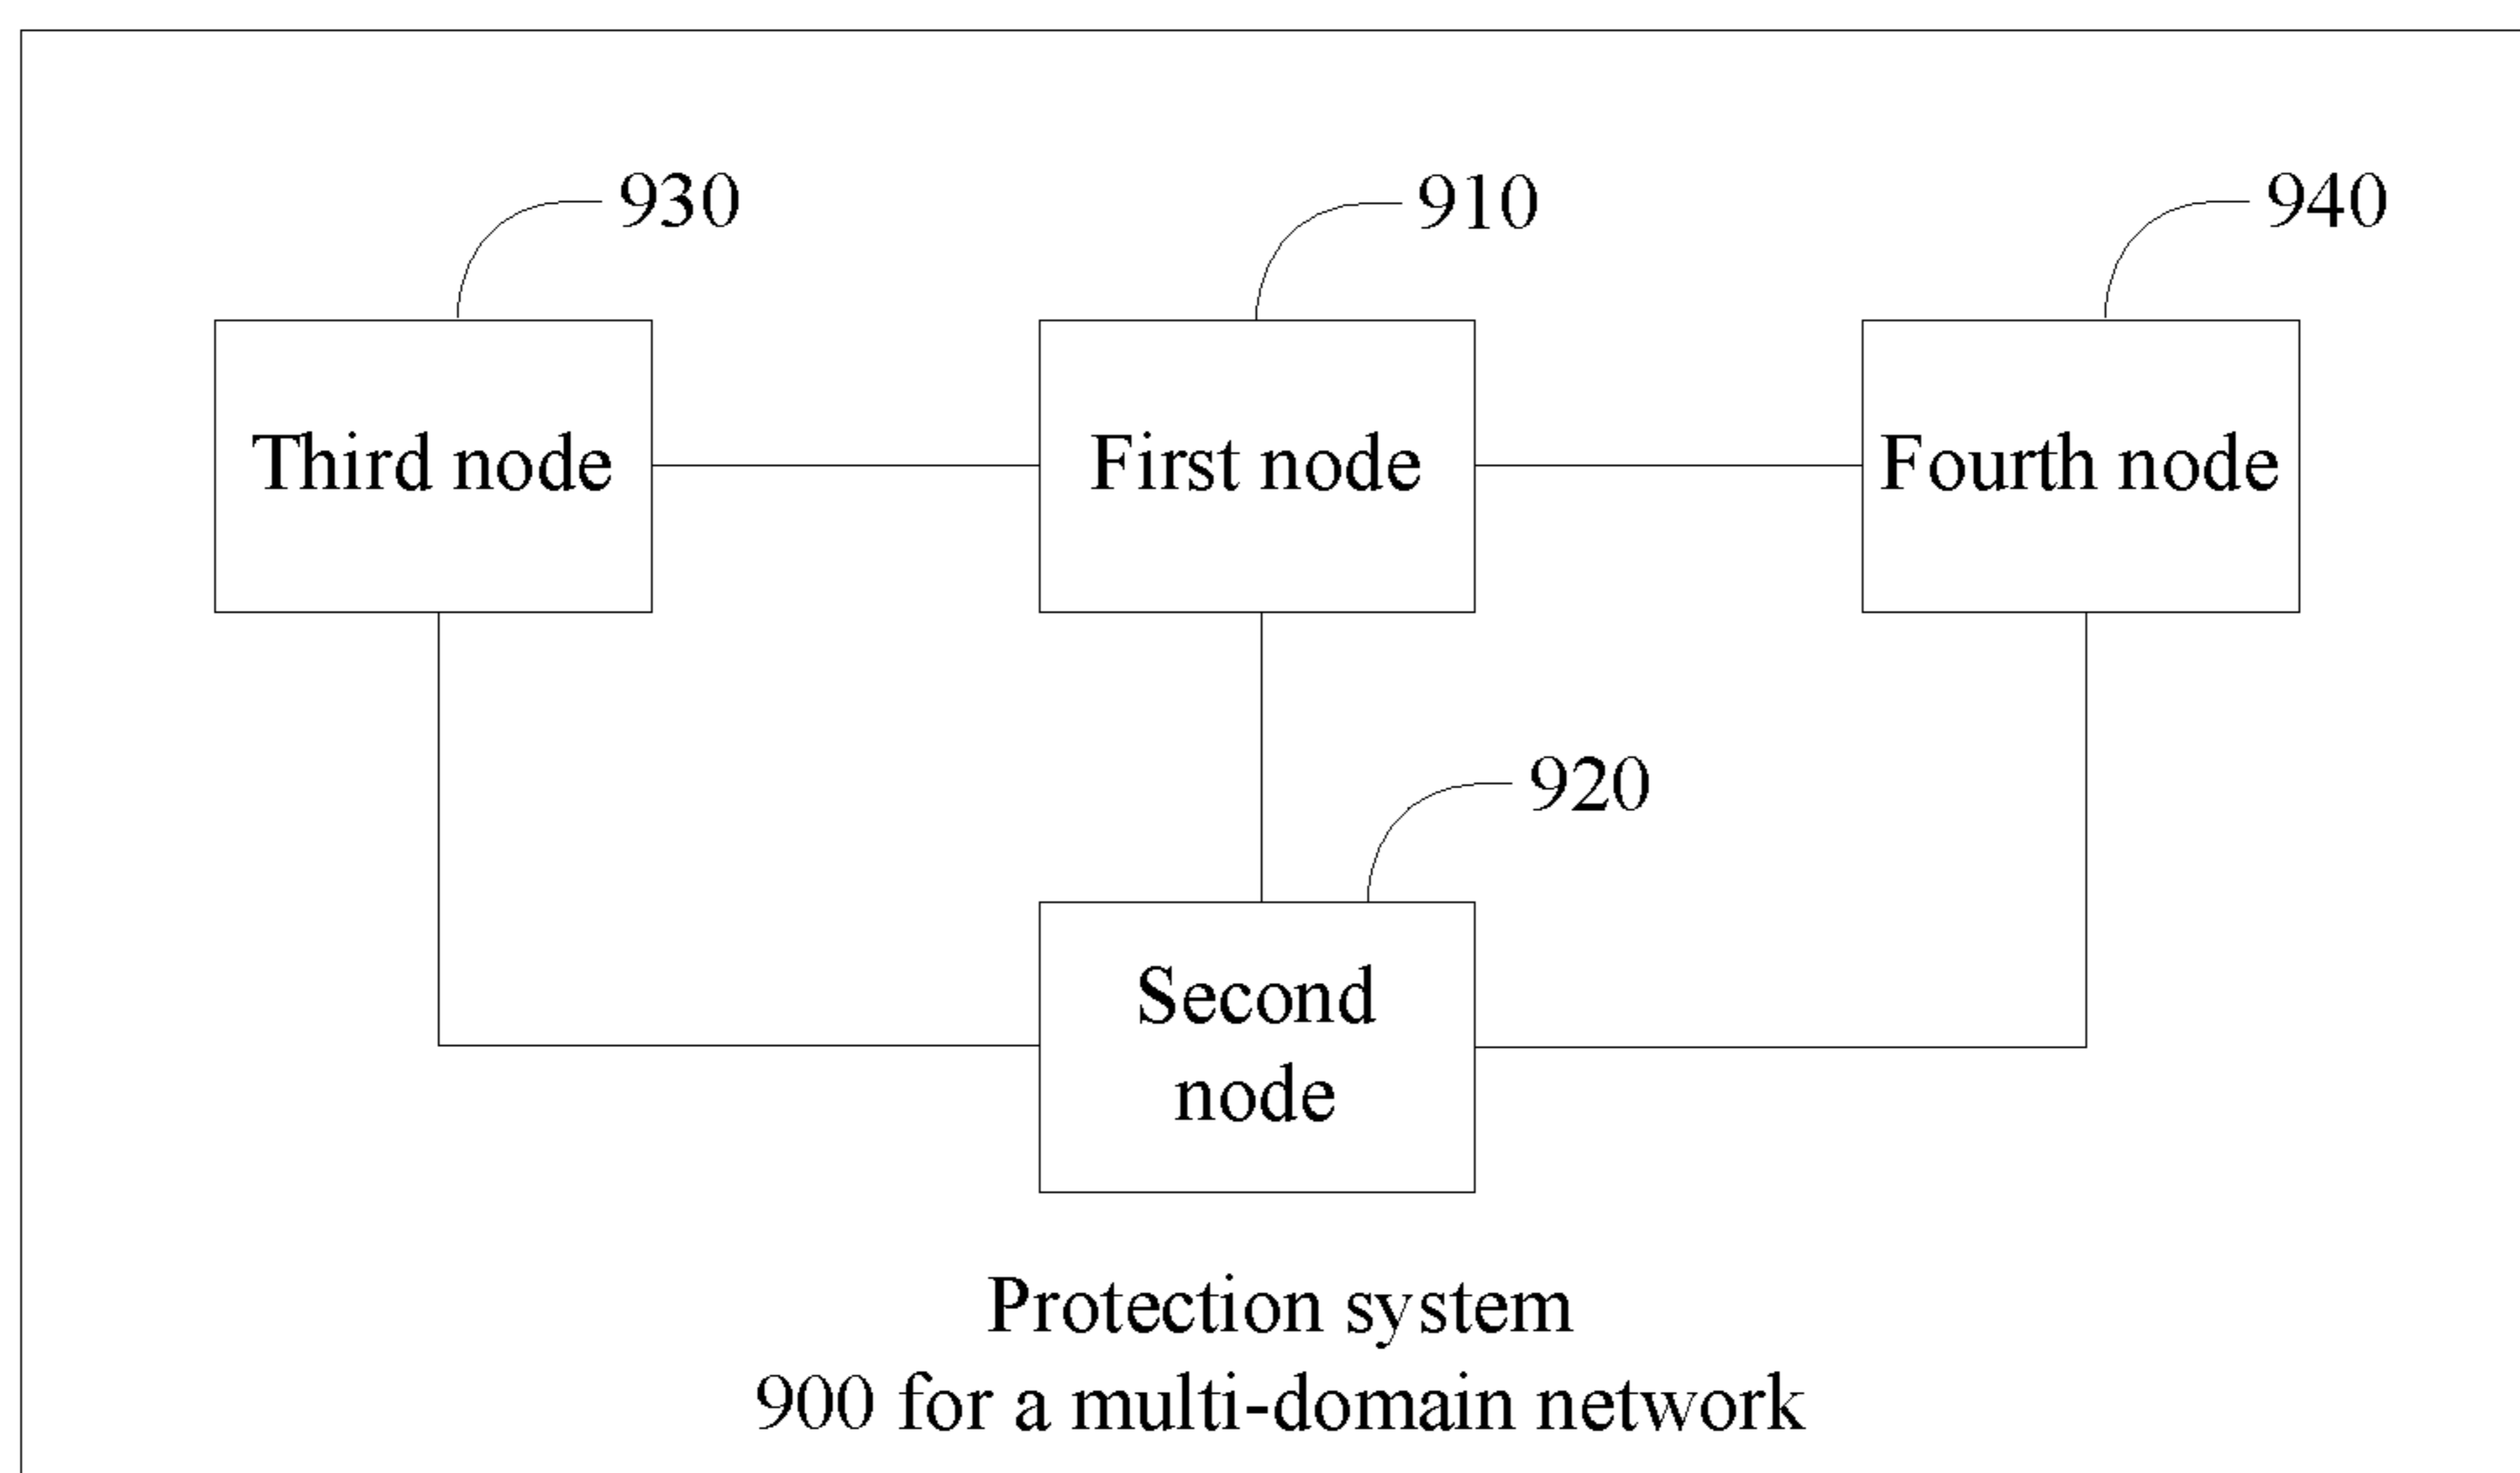 930
910
940
Third node
First node
Fourth node
920
Second
node
Protection system
900 for a multi-domain network